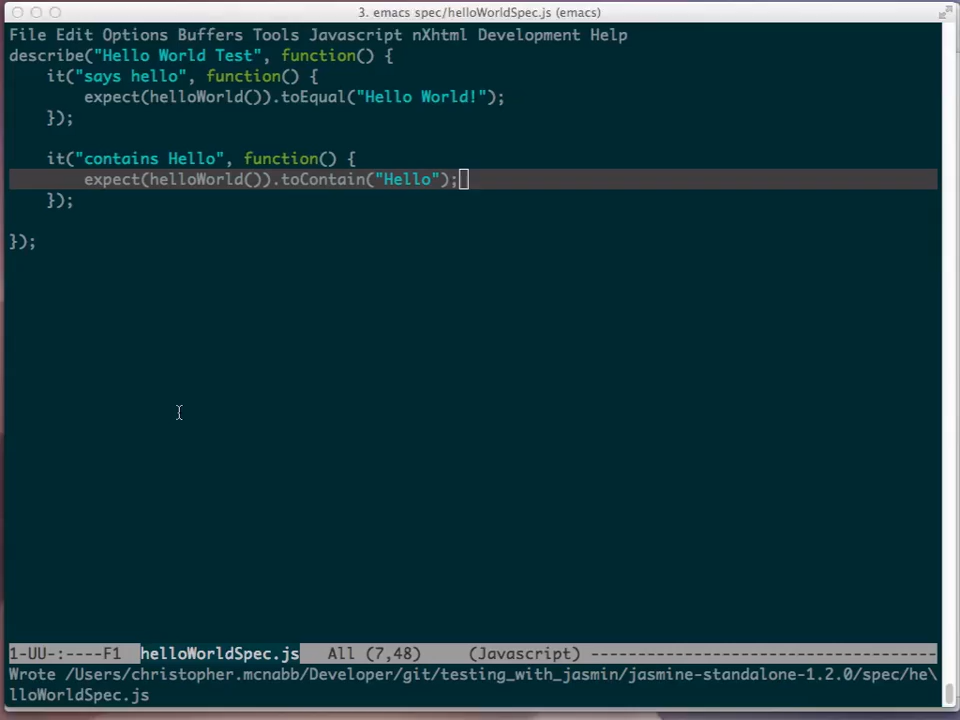 3. emacs spec/helloWorldSpec.js (emacs)
File Edit Options Buffers Tools Javascript nXhtml Development Help
describe("Hello World Test", function() {
    it("says hello", function() {
        expect(helloWorld()).toEqual("Hello World!");
    });

    it("contains Hello", function() {
        expect(helloWorld()).toContain("Hello");
    });

});
1-UU-:----F1  helloWorldSpec.js   All (7,48)     (Javascript) -------------------------------------
Wrote /Users/christopher.mcnabb/Developer/git/testing_with_jasmin/jasmine-standalone-1.2.0/spec/he\
lloWorldSpec.js